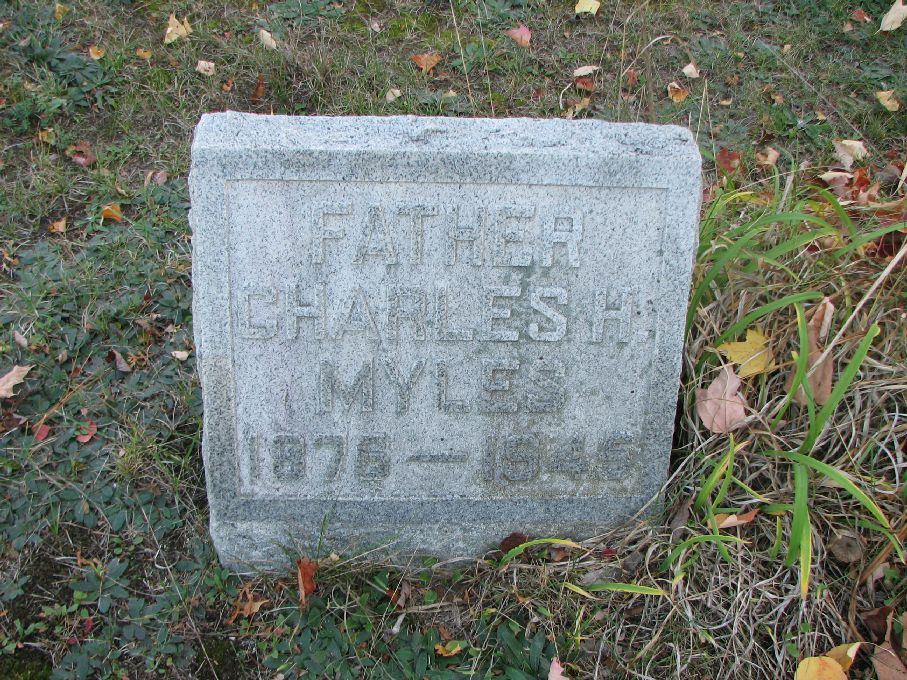 FATHER
CHARLES H.
MYLES
1876 — 1945